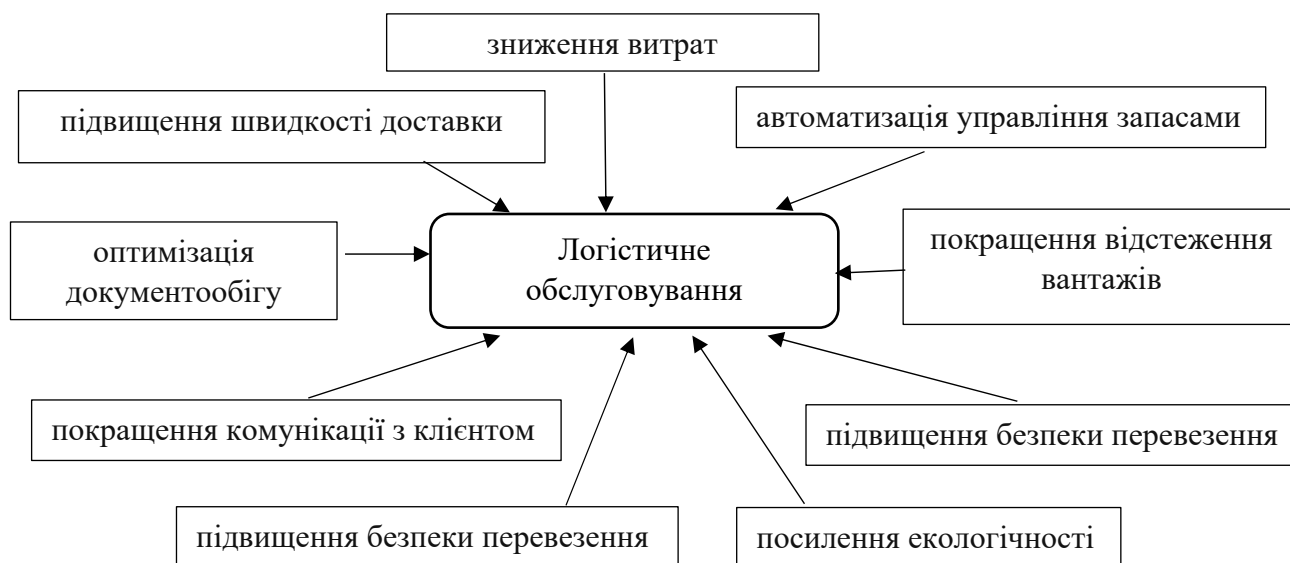 зниження витрат
підвищення швидкості доставки
автоматизація управління запасами
оптимізація
документообігу
Логістичне
обслуговування
покращення відстеження
вантажів
покращення комунікації з клієнтом
підвищення безпеки перевезення
підвищення безпеки перевезення
посилення екологічності